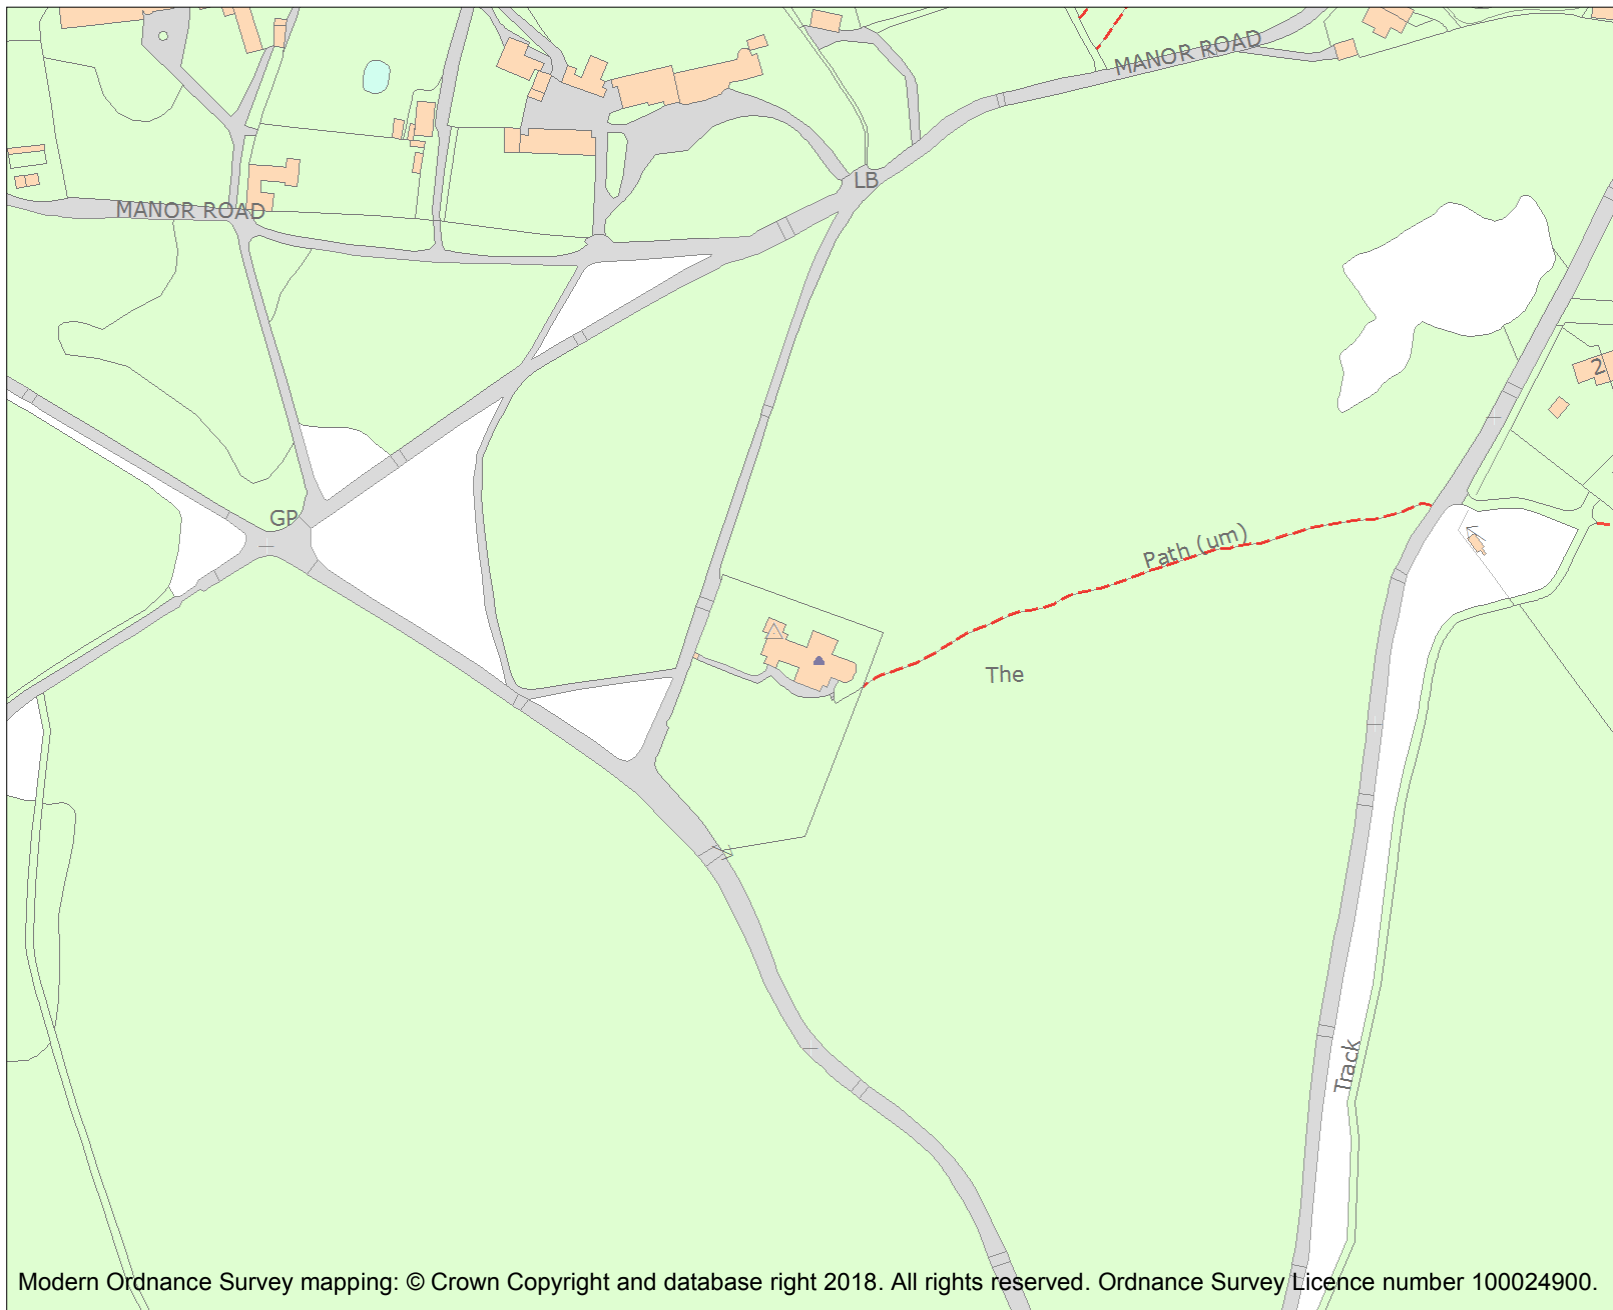 MANOR ROAD
LB
MANOR ROAD
2
GP
Path (um)
The
Track
Modern Ordnance Survey mapping: © Crown Copyright and database right 2018. All rights reserved. Ordnance Survey Licence number 100024900.